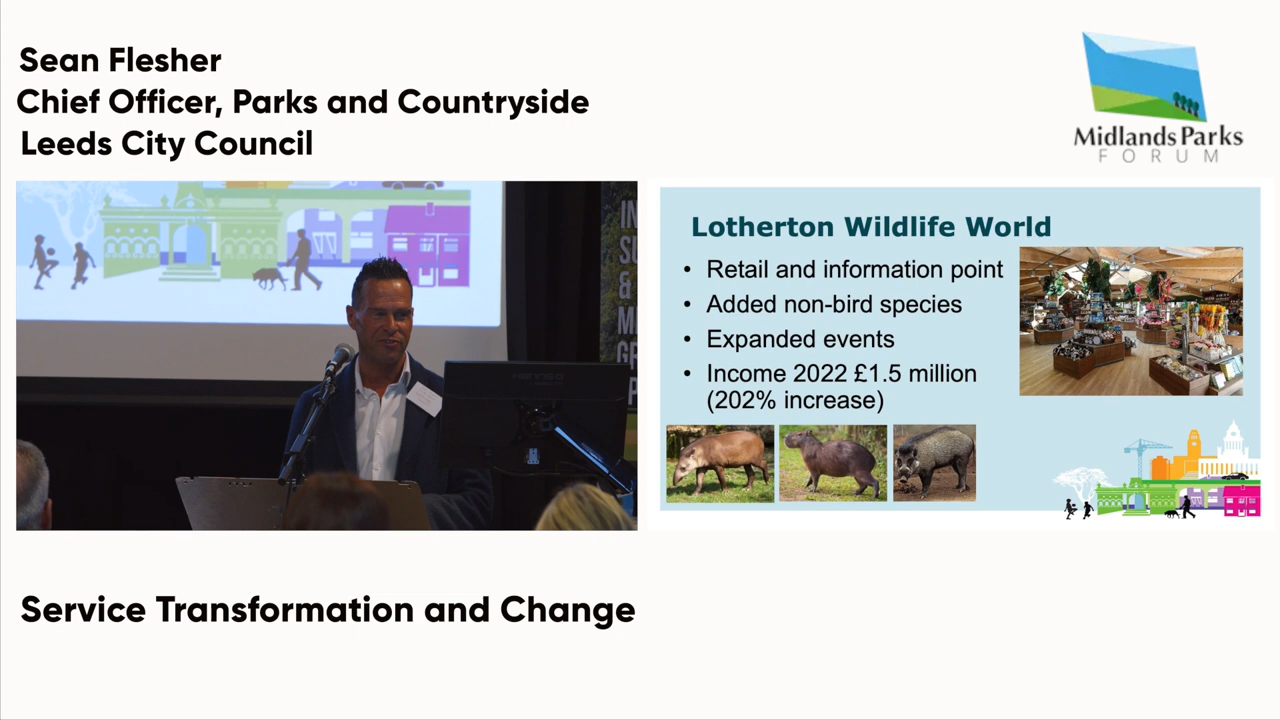 Sean Flesher
Chief Officer, Parks and Countryside
Leeds City Council
Midlands Parks
FORUM
Lotherton Wildlife World
• Retail and information point
• Added non-bird species
• Expanded events
• Income 2022 £1.5 million
(202% increase)
Service Transformation and Change